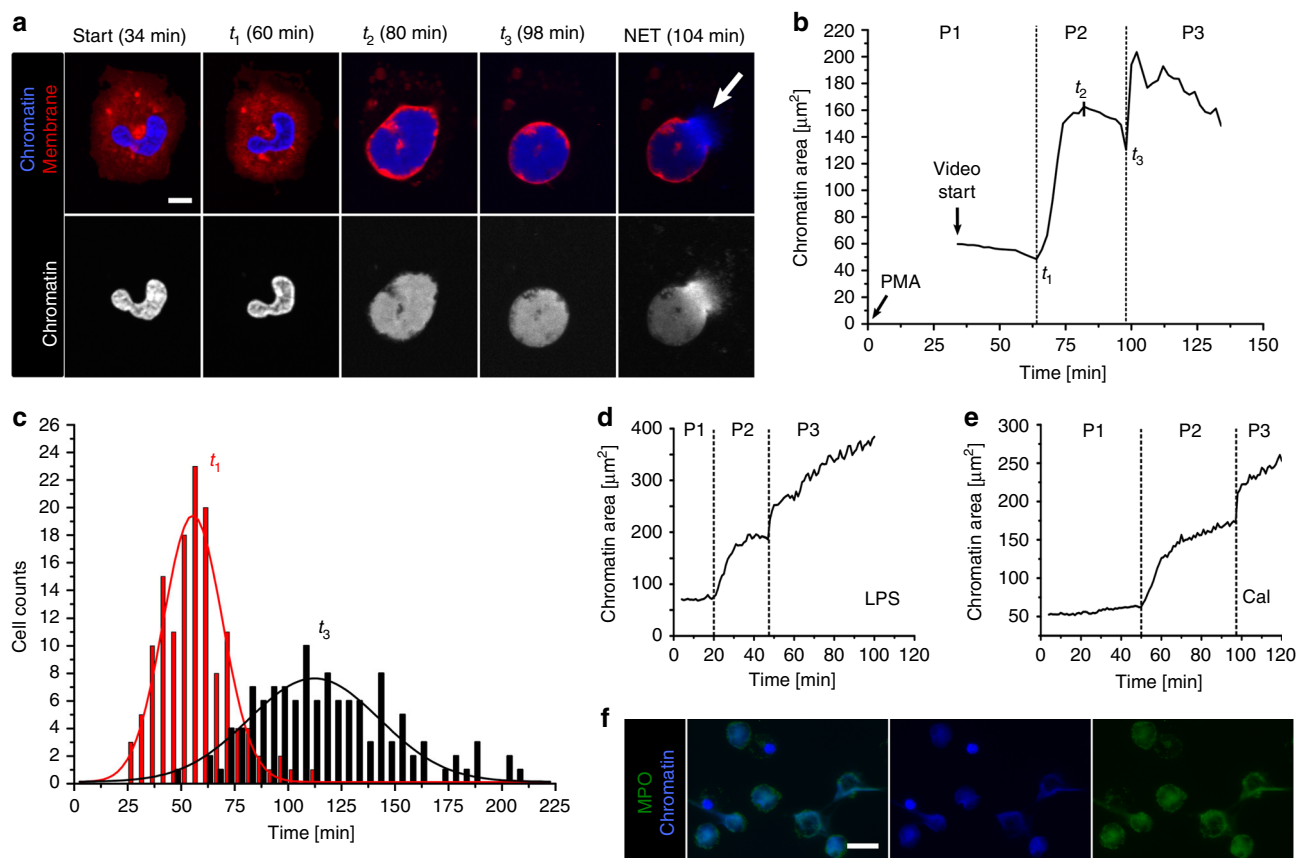 a
Start (34 min) t1 (60 min) t2 (80 min) t3 (98 min) NET (104 min)
Chromatin
Membrane
Chromatin
b
P1 P2 P3
Chromatin area [μm²]
220
200
180
160
140
120
100
80
60
40
20
0
Video
start
PMA
t1
t2
t3
0 25 50 75 100 125 150
Time [min]
c
Cell counts
26
24
22
20
18
16
14
12
10
8
6
4
2
0
t1
t3
0 25 50 75 100 125 150 175 200 225
Time [min]
d
P1 P2 P3
Chromatin area [μm²]
400
300
200
100
0
LPS
0 20 40 60 80 100 120
Time [min]
e
P1 P2 P3
Chromatin area [μm²]
300
250
200
150
100
50
Cal
0 20 40 60 80 100 120
Time [min]
f
MPO
Chromatin